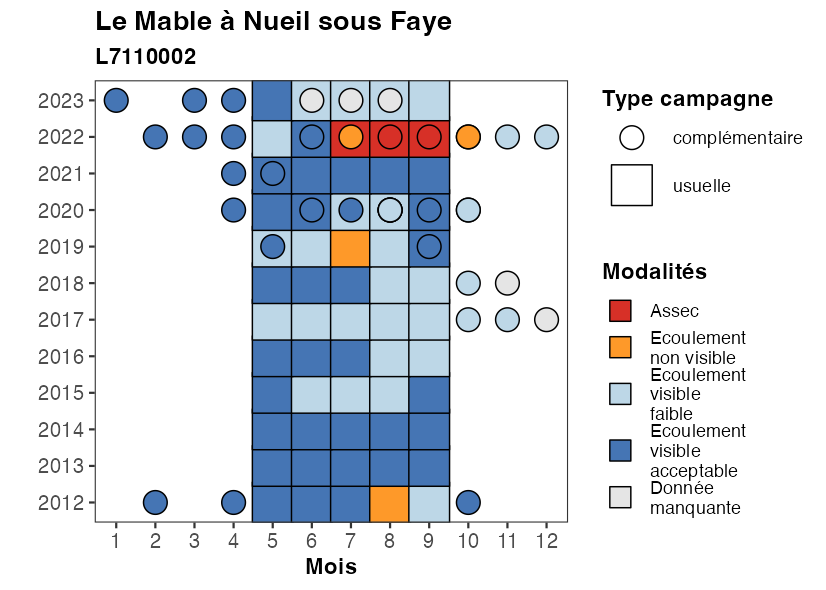 Le Mable à Nueil sous Faye
L7110002
2023
2022
2021
2020
2019
2018
2017
2016
2015
2014
2013
2012
1 2 3 4 5 6 7 8 9 10 11 12
Mois
Type campagne
complémentaire
usuelle
Modalités
Assec
Ecoulement
non visible
Ecoulement
visible
faible
Ecoulement
visible
acceptable
Donnée
manquante